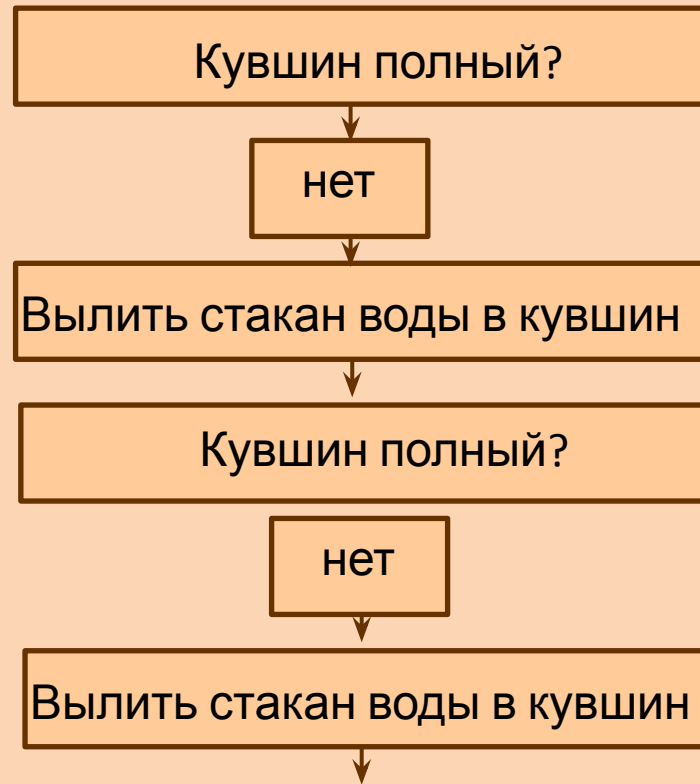 Кувшин полный?
нет
Вылить стакан воды в кувшин
Кувшин полный?
нет
Вылить стакан воды в кувшин